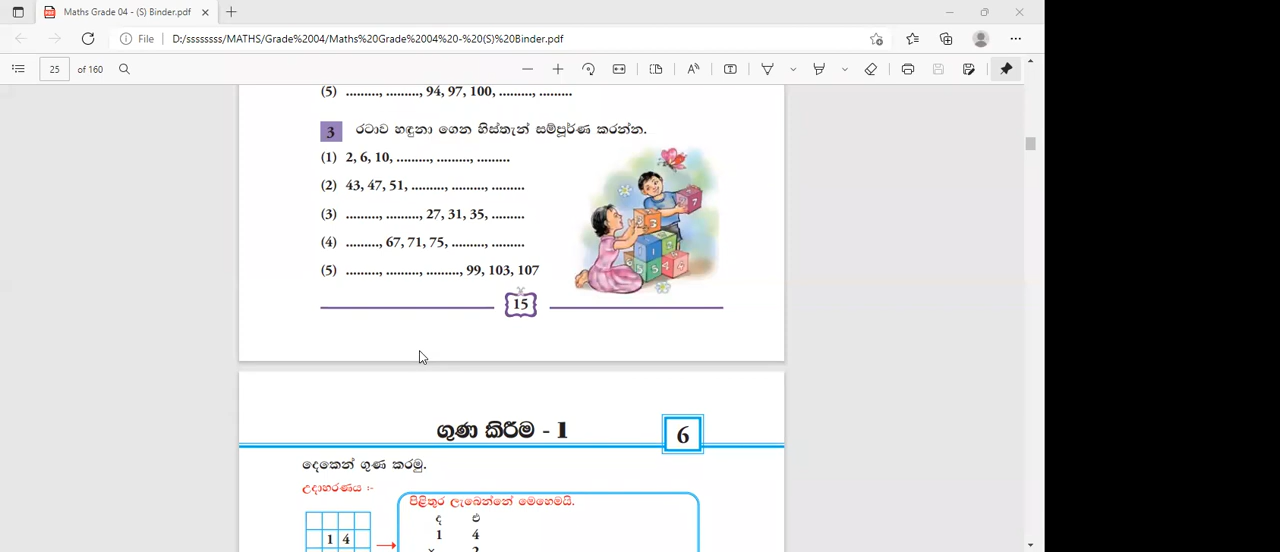 Maths Grade 04 - (S) Binder.pdf
File D:/ssssssss/MATHS/Grade%2004/Maths%20Grade%2004%20-%20(S)%20Binder.pdf
25 of 160
(5) ........., ........., 94, 97, 100, ........., .........
3 රටාව හඳුනා ගෙන හිස්තැන් සම්පූර්ණ කරන්න.
(1) 2, 6, 10, ........., ........., .........
(2) 43, 47, 51, ........., ........., .........
(3) ........., ........., 27, 31, 35, .........
(4) ........., 67, 71, 75, ........., .........
(5) ........., ........., ........., 99, 103, 107
15
ගුණ කිරීම - 1
6
දෙකෙන් ගුණ කරමු.
උදාහරණය :-
පිළිතුර ලැබෙන්නේ මෙහෙමයි.
ද එ
1 4 1 4
× 2